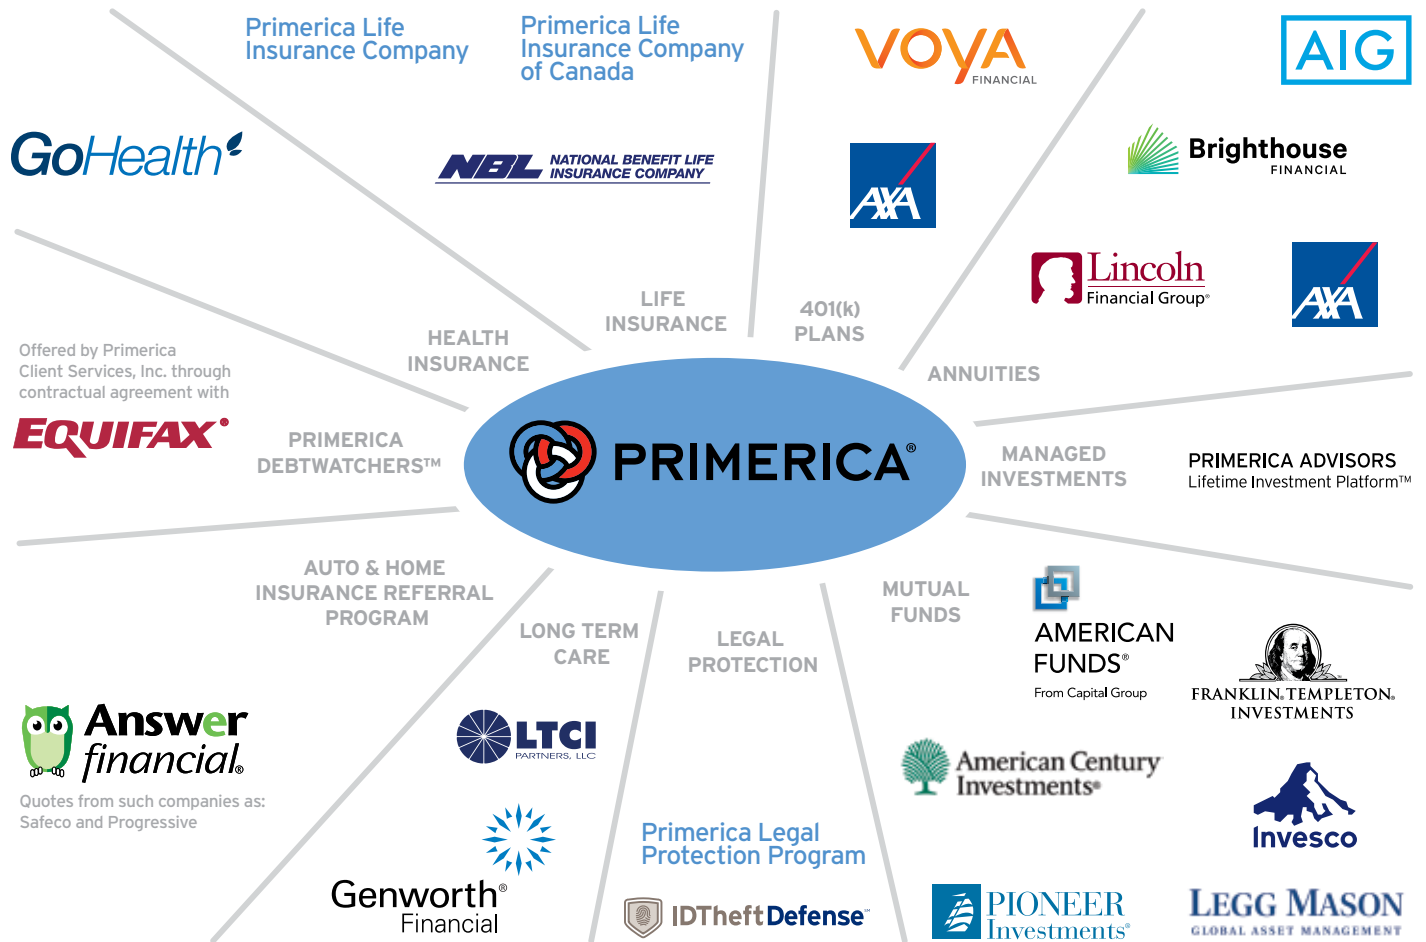 Primerica Life
Insurance Company
Primerica Life
Insurance Company
of Canada
VOYA
FINANCIAL
AIG
GoHealth
NBL NATIONAL BENEFIT LIFE
INSURANCE COMPANY
AXA
Brighthouse
FINANCIAL
Lincoln
Financial Group®
AXA
LIFE
INSURANCE
401(k)
PLANS
HEALTH
INSURANCE
ANNUITIES
Offered by Primerica
Client Services, Inc. through
contractual agreement with
EQUIFAX®
PRIMERICA
DEBTWATCHERS™
PRIMERICA®
MANAGED
INVESTMENTS
PRIMERICA ADVISORS
Lifetime Investment Platform™
AUTO & HOME
INSURANCE REFERRAL
PROGRAM
LONG TERM
CARE
LEGAL
PROTECTION
MUTUAL
FUNDS
AMERICAN
FUNDS®
From Capital Group
FRANKLIN TEMPLETON®
INVESTMENTS
Answer
financial®
Quotes from such companies as:
Safeco and Progressive
LTCI
PARTNERS, LLC
American Century
Investments®
Invesco
Genworth®
Financial
Primerica Legal
Protection Program
IDTheftDefense℠
PIONEER
Investments®
LEGG MASON
GLOBAL ASSET MANAGEMENT